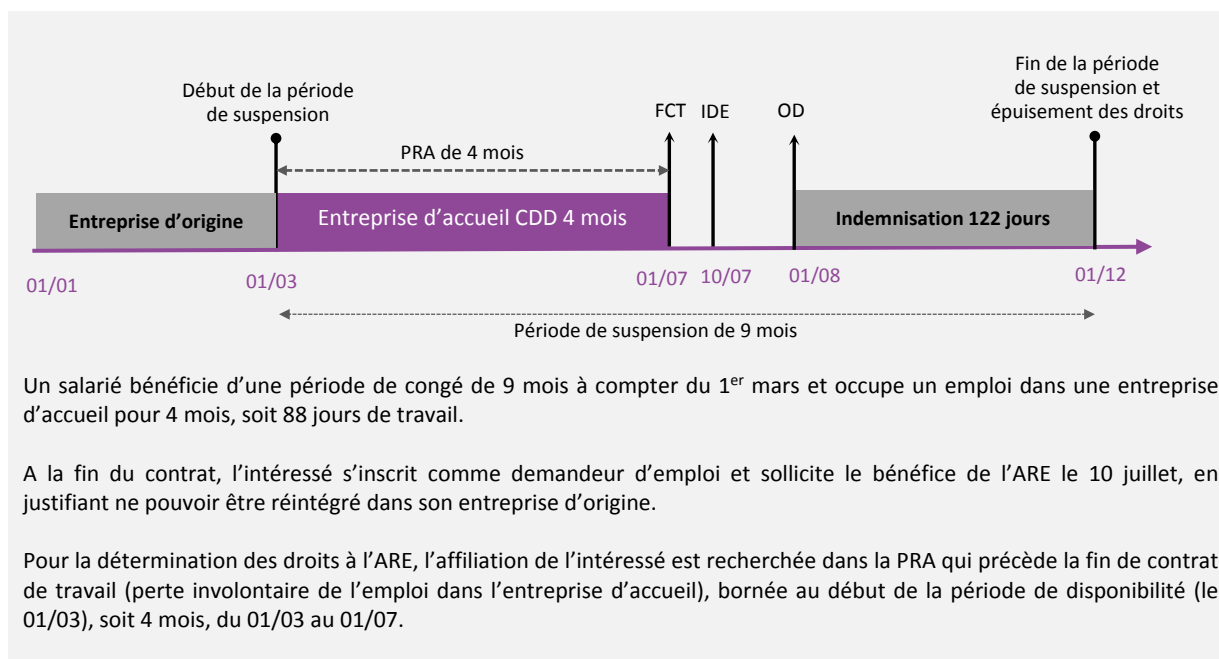 Début de la période
de suspension
Fin de la période
de suspension et
épuisement des droits
FCT IDE OD
PRA de 4 mois
Entreprise d’origine Entreprise d’accueil CDD 4 mois Indemnisation 122 jours
01/01 01/03 01/07 10/07 01/08 01/12
Période de suspension de 9 mois
Un salarié bénéficie d’une période de congé de 9 mois à compter du 1er mars et occupe un emploi dans une entreprise
d’accueil pour 4 mois, soit 88 jours de travail.
A la fin du contrat, l’intéressé s’inscrit comme demandeur d’emploi et sollicite le bénéfice de l’ARE le 10 juillet, en
justifiant ne pouvoir être réintégré dans son entreprise d’origine.
Pour la détermination des droits à l’ARE, l’affiliation de l’intéressé est recherchée dans la PRA qui précède la fin de contrat
de travail (perte involontaire de l’emploi dans l’entreprise d’accueil), bornée au début de la période de disponibilité (le
01/03), soit 4 mois, du 01/03 au 01/07.